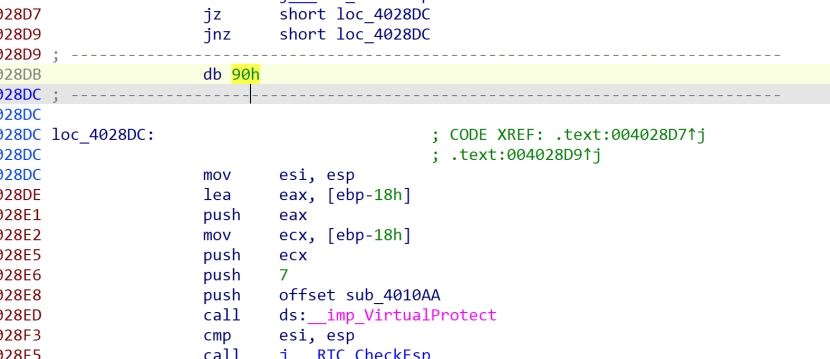 028D7 jz short loc_4028DC
028D9 jnz short loc_4028DC
028D9 ; ---------------------------------------------------------------------------
028DB db 90h
028DC ; ---------------------------------------------------------------------------
028DC
028DC loc_4028DC: ; CODE XREF: .text:004028D7↑j
028DC ; .text:004028D9↑j
028DC mov esi, esp
028DE lea eax, [ebp-18h]
028E1 push eax
028E2 mov ecx, [ebp-18h]
028E5 push ecx
028E6 push 7
028E8 push offset sub_4010AA
028ED call ds:__imp_VirtualProtect
028F3 cmp esi, esp
028F5 call j__RTC_CheckEsp